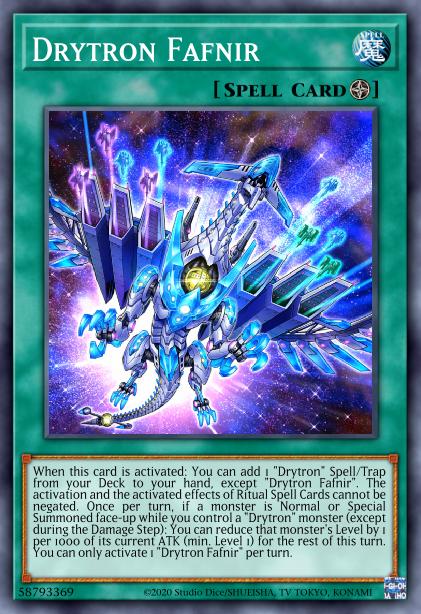 DRYTRON FAFNIR
SPELL
魔
[SPELL CARD]
When this card is activated: You can add 1 "Drytron" Spell/Trap
from your Deck to your hand, except "Drytron Fafnir". The
activation and the activated effects of Ritual Spell Cards cannot be
negated. Once per turn, if a monster is Normal or Special
Summoned face-up while you control a "Drytron" monster (except
during the Damage Step): You can reduce that monster's Level by 1
per 1000 of its current ATK (min. Level 1) for the rest of this turn.
You can only activate 1 "Drytron Fafnir" per turn.
58793369
©2020 Studio Dice/SHUEISHA, TV TOKYO, KONAMI